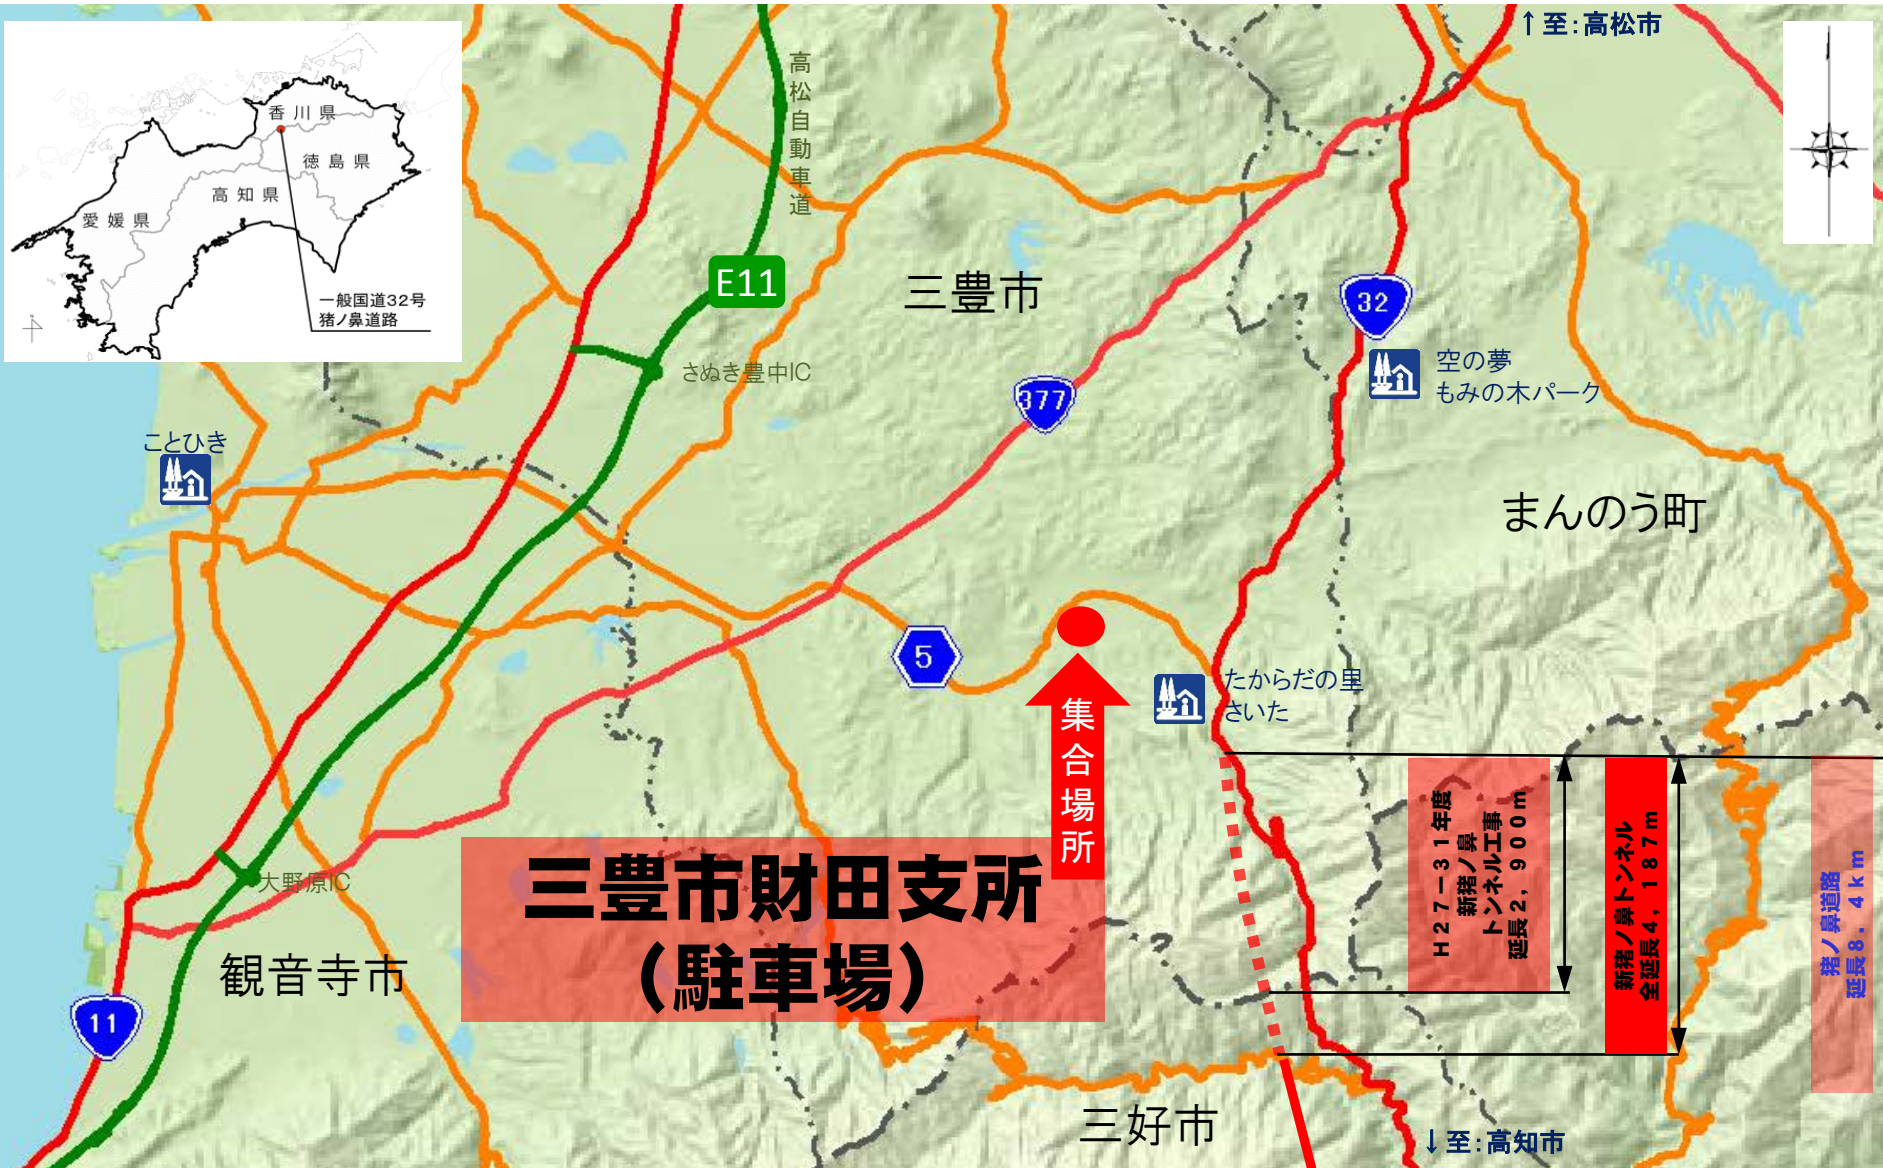 ↑至:高松市
香川県
徳島県
高知県
愛媛県
一般国道32号
猪ノ鼻道路
高松自動車道
E11
三豊市
32
空の夢
もみの木パーク
さぬき豊中IC
377
ことひき
まんのう町
5
たからだの里
さいた
集合場所
三豊市財田支所
(駐車場)
大野原IC
観音寺市
11
H27-31年度
新猪ノ鼻
トンネル工事
延長2,900m
新猪ノ鼻トンネル
全延長4,187m
猪ノ鼻道路
延長8.4km
三好市
↓至:高知市